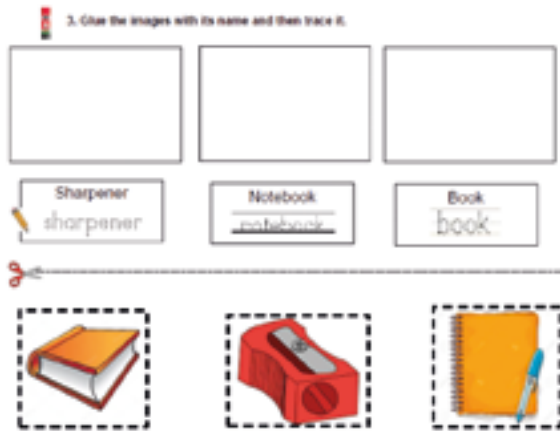 3. Glue the images with its name and then trace it.
Sharpener Notebook Book
sharpener notebook book